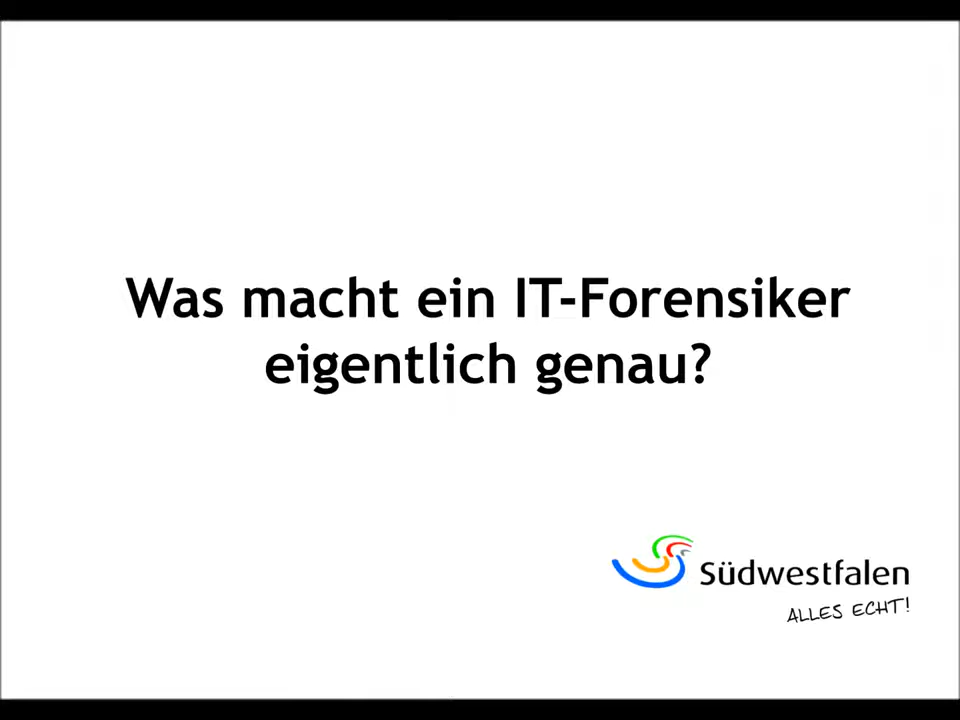 Was macht ein IT-Forensiker
eigentlich genau?
Südwestfalen
ALLES ECHT!